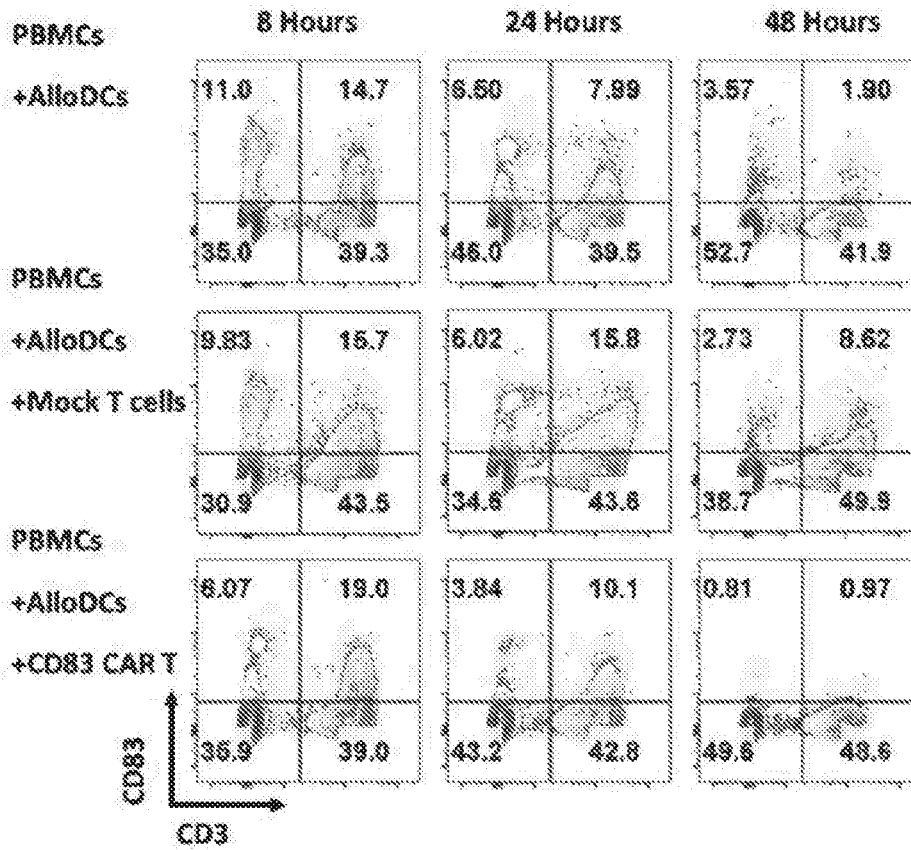 8 Hours 24 Hours 48 Hours
PBMCs
+AlloDCs
11.0 14.7 6.50 7.99 3.57 1.90
35.0 39.3 46.0 39.5 52.7 41.9
PBMCs
+AlloDCs
9.83 15.7 6.02 15.8 2.73 8.62
+Mock T cells
30.9 43.5 34.6 43.6 38.7 49.9
PBMCs
+AlloDCs
6.07 19.0 3.84 10.1 0.81 0.97
+CD83 CAR T
35.9 39.0 43.2 42.8 49.6 48.6
CD83
CD3